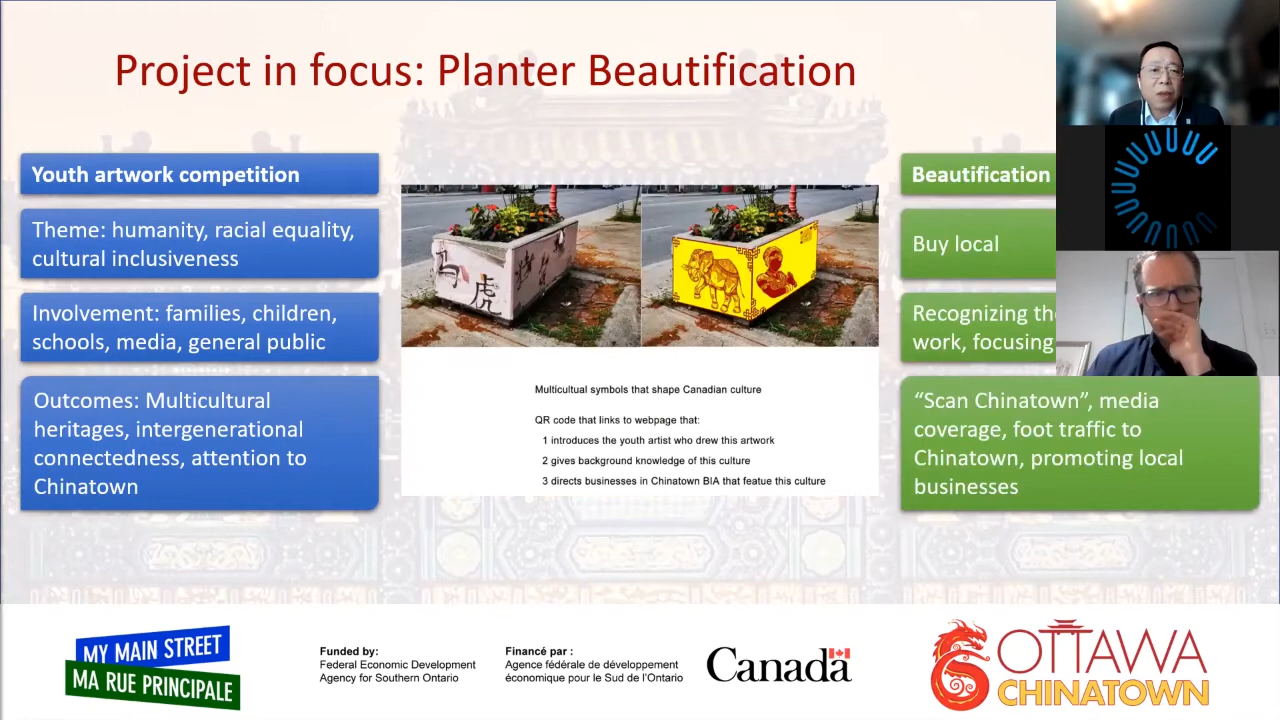 Project in focus: Planter Beautification
Youth artwork competition
Theme: humanity, racial equality,
cultural inclusiveness
Involvement: families, children,
schools, media, general public
Outcomes: Multicultural
heritages, intergenerational
connectedness, attention to
Chinatown
虎
Multicultual symbols that shape Canadian culture
QR code that links to webpage that:
1 introduces the youth artist who drew this artwork
2 gives background knowledge of this culture
3 directs businesses in Chinatown BIA that featue this culture
Beautification
Buy local
Recognizing
work, focusing
“Scan Chinatown”, media
coverage, foot traffic to
Chinatown, promoting local
businesses
MY MAIN STREET
MA RUE PRINCIPALE
Funded by:
Federal Economic Development
Agency for Southern Ontario
Financé par :
Agence fédérale de développement
économique pour le Sud de l'Ontario
Canada
OTTAWA
CHINATOWN